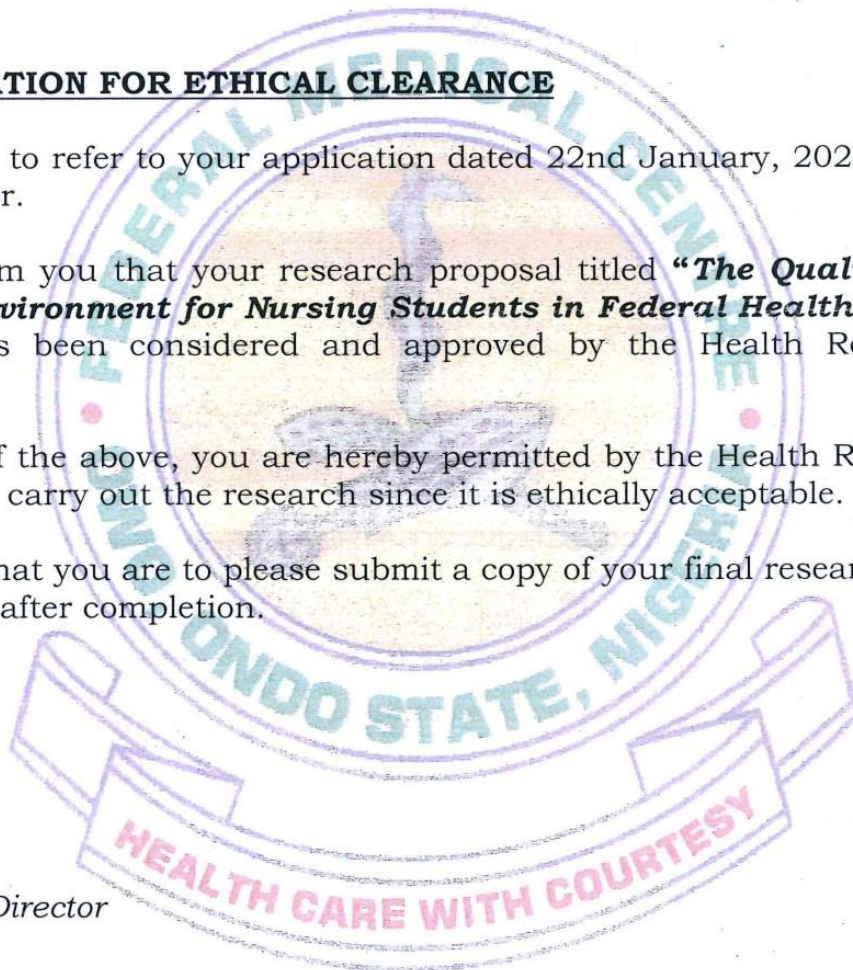 ATION FOR ETHICAL CLEARANCE
to refer to your application dated 22nd January, 202
r.
m you that your research proposal titled “The Qual
vironment for Nursing Students in Federal Health
s been considered and approved by the Health Re
f the above, you are hereby permitted by the Health R
carry out the research since it is ethically acceptable.
hat you are to please submit a copy of your final resear
after completion.
Director
FEDERAL MEDICAL CENTRE
OWO ONDO STATE, NIGERIA
HEALTH CARE WITH COURTESY